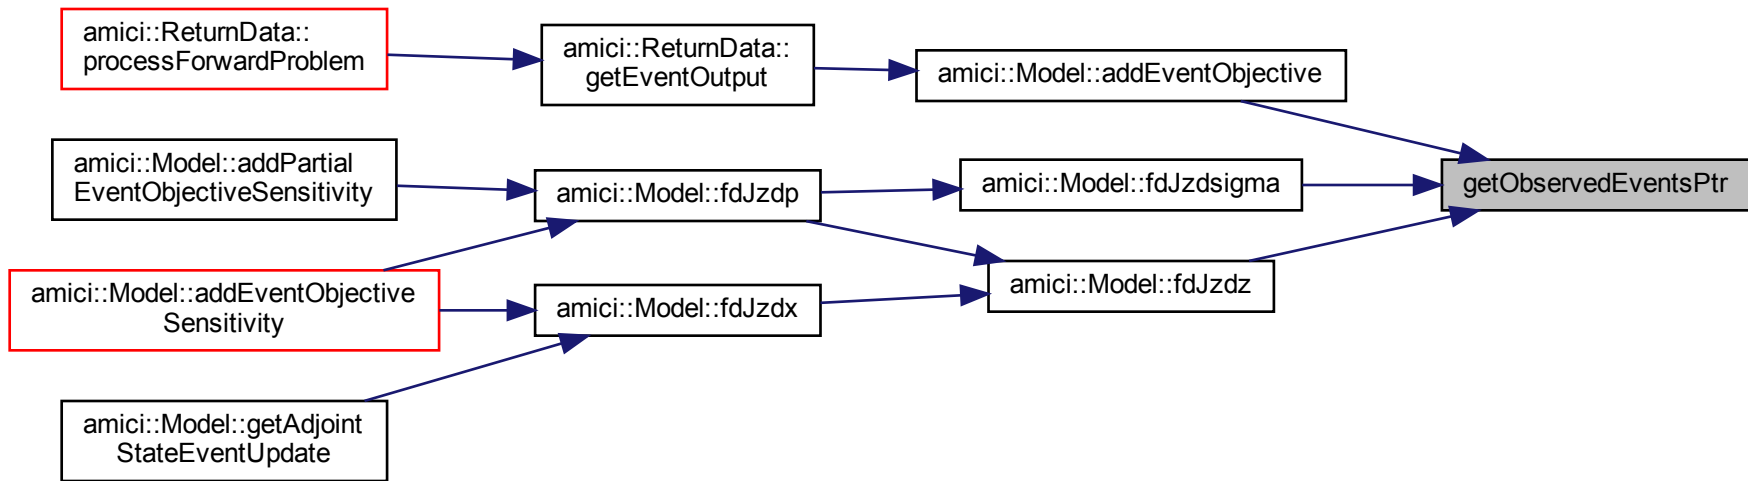 amici::ReturnData::
processForwardProblem
amici::ReturnData::
getEventOutput
amici::Model::addEventObjective
amici::Model::addPartial
EventObjectiveSensitivity
amici::Model::fdJzdp
amici::Model::fdJzdsigma
getObservedEventsPtr
amici::Model::addEventObjective
Sensitivity
amici::Model::fdJzdx
amici::Model::fdJzdz
amici::Model::getAdjoint
StateEventUpdate